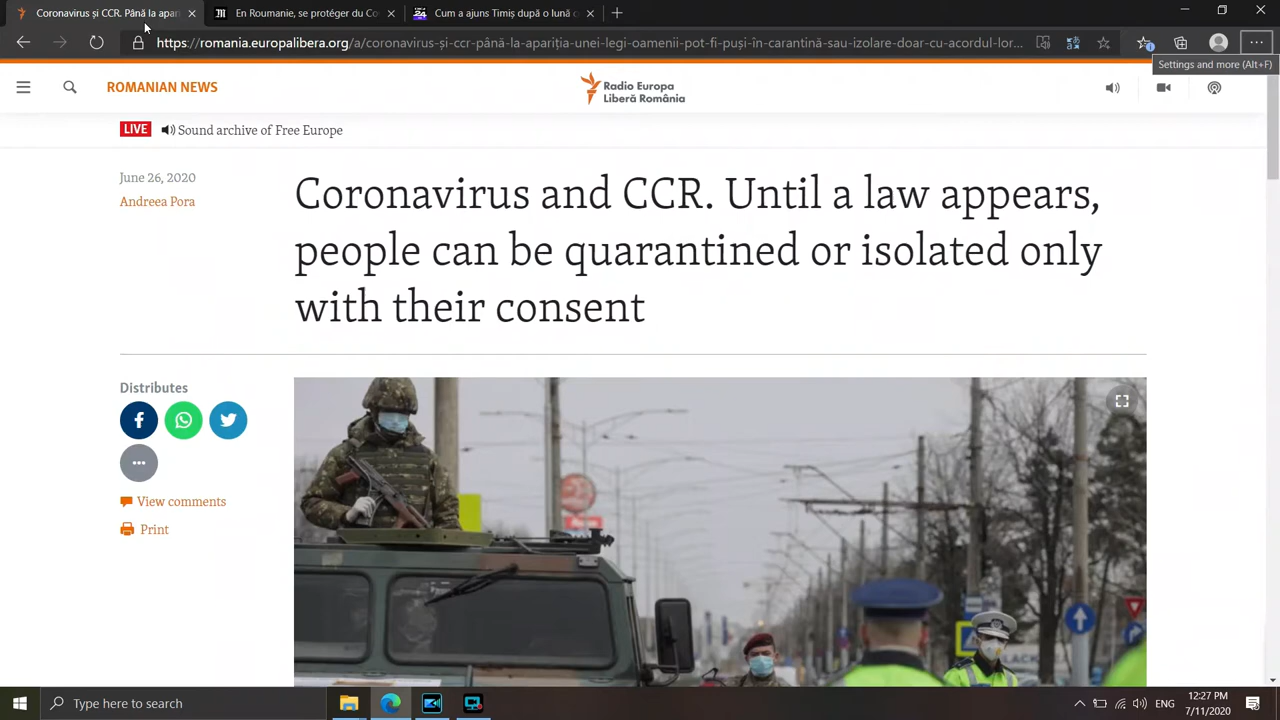 Coronavirus și CCR. Până la apari
En Roumanie, se protéger du Co
Cum a ajuns Timiș după o lună c
https://romania.europalibera.org/a/coronavirus-și-ccr-până-la-apariția-unei-legi-oamenii-pot-fi-puși-în-carantină-sau-izolare-doar-cu-acordul-lor...
Settings and more (Alt+F)
ROMANIAN NEWS
Radio Europa
Liberă România
LIVE Sound archive of Free Europe
June 26, 2020
Andreea Pora
Coronavirus and CCR. Until a law appears,
people can be quarantined or isolated only
with their consent
Distributes
View comments
Print
Type here to search
ENG
12:27 PM
7/11/2020